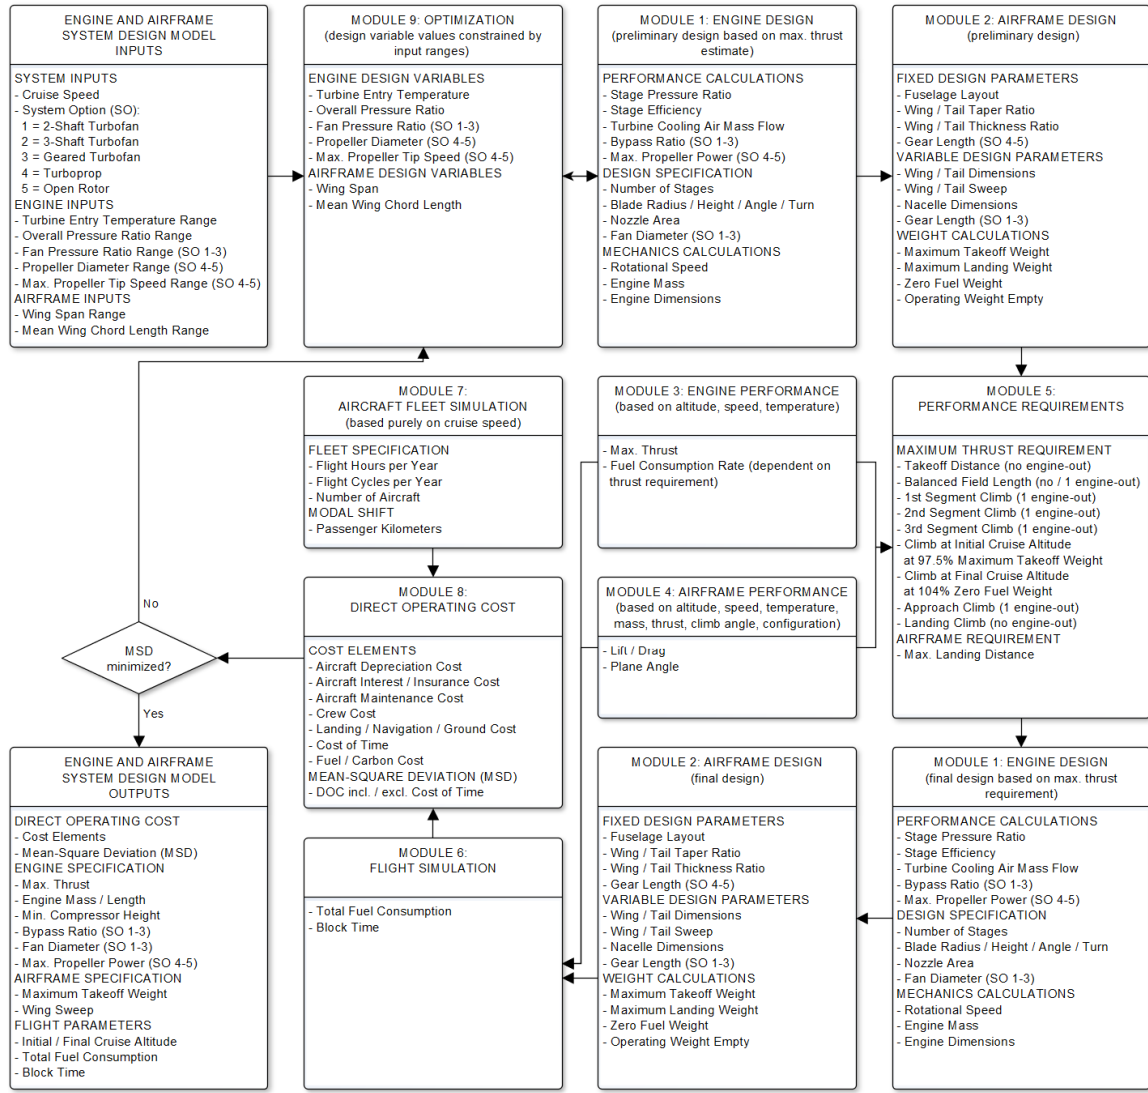 ENGINE AND AIRFRAME
SYSTEM DESIGN MODEL
INPUTS
SYSTEM INPUTS
- Cruise Speed
- System Option (SO):
1 = 2-Shaft Turbofan
2 = 3-Shaft Turbofan
3 = Geared Turbofan
4 = Turboprop
5 = Open Rotor
ENGINE INPUTS
- Turbine Entry Temperature Range
- Overall Pressure Ratio Range
- Fan Pressure Ratio Range (SO 1-3)
- Propeller Diameter Range (SO 4-5)
- Max. Propeller Tip Speed Range (SO 4-5)
AIRFRAME INPUTS
- Wing Span Range
- Mean Wing Chord Length Range
MODULE 9: OPTIMIZATION
(design variable values constrained by
input ranges)
ENGINE DESIGN VARIABLES
- Turbine Entry Temperature
- Overall Pressure Ratio
- Fan Pressure Ratio (SO 1-3)
- Propeller Diameter (SO 4-5)
- Max. Propeller Tip Speed (SO 4-5)
AIRFRAME DESIGN VARIABLES
- Wing Span
- Mean Wing Chord Length
MODULE 1: ENGINE DESIGN
(preliminary design based on max. thrust
estimate)
PERFORMANCE CALCULATIONS
- Stage Pressure Ratio
- Stage Efficiency
- Turbine Cooling Air Mass Flow
- Bypass Ratio (SO 1-3)
- Max. Propeller Power (SO 4-5)
DESIGN SPECIFICATION
- Number of Stages
- Blade Radius / Height / Angle / Turn
- Nozzle Area
- Fan Diameter (SO 1-3)
MECHANICS CALCULATIONS
- Rotational Speed
- Engine Mass
- Engine Dimensions
MODULE 2: AIRFRAME DESIGN
(preliminary design)
FIXED DESIGN PARAMETERS
- Fuselage Layout
- Wing / Tail Taper Ratio
- Wing / Tail Thickness Ratio
- Gear Length (SO 4-5)
VARIABLE DESIGN PARAMETERS
- Wing / Tail Dimensions
- Wing / Tail Sweep
- Nacelle Dimensions
- Gear Length (SO 1-3)
WEIGHT CALCULATIONS
- Maximum Takeoff Weight
- Maximum Landing Weight
- Zero Fuel Weight
- Operating Weight Empty
MODULE 7:
AIRCRAFT FLEET SIMULATION
(based purely on cruise speed)
FLEET SPECIFICATION
- Flight Hours per Year
- Flight Cycles per Year
- Number of Aircraft
MODAL SHIFT
- Passenger Kilometers
MODULE 3: ENGINE PERFORMANCE
(based on altitude, speed, temperature)
- Max. Thrust
- Fuel Consumption Rate (dependent on
thrust requirement)
MODULE 5:
PERFORMANCE REQUIREMENTS
MAXIMUM THRUST REQUIREMENT
- Takeoff Distance (no engine-out)
- Balanced Field Length (no / 1 engine-out)
- 1st Segment Climb (1 engine-out)
- 2nd Segment Climb (1 engine-out)
- 3rd Segment Climb (1 engine-out)
- Climb at Initial Cruise Altitude
at 97.5% Maximum Takeoff Weight
- Climb at Final Cruise Altitude
at 104% Zero Fuel Weight
- Approach Climb (1 engine-out)
- Landing Climb (no engine-out)
AIRFRAME REQUIREMENT
- Max. Landing Distance
MODULE 4: AIRFRAME PERFORMANCE
(based on altitude, speed, temperature,
mass, thrust, climb angle, configuration)
- Lift / Drag
- Plane Angle
No
MSD
minimized?
Yes
MODULE 8:
DIRECT OPERATING COST
COST ELEMENTS
- Aircraft Depreciation Cost
- Aircraft Interest / Insurance Cost
- Aircraft Maintenance Cost
- Crew Cost
- Landing / Navigation / Ground Cost
- Cost of Time
- Fuel / Carbon Cost
MEAN-SQUARE DEVIATION (MSD)
- DOC incl. / excl. Cost of Time
ENGINE AND AIRFRAME
SYSTEM DESIGN MODEL
OUTPUTS
DIRECT OPERATING COST
- Cost Elements
- Mean-Square Deviation (MSD)
ENGINE SPECIFICATION
- Max. Thrust
- Engine Mass / Length
- Min. Compressor Height
- Bypass Ratio (SO 1-3)
- Fan Diameter (SO 1-3)
- Max. Propeller Power (SO 4-5)
AIRFRAME SPECIFICATION
- Maximum Takeoff Weight
- Wing Sweep
FLIGHT PARAMETERS
- Initial / Final Cruise Altitude
- Total Fuel Consumption
- Block Time
MODULE 6:
FLIGHT SIMULATION
- Total Fuel Consumption
- Block Time
MODULE 2: AIRFRAME DESIGN
(final design)
FIXED DESIGN PARAMETERS
- Fuselage Layout
- Wing / Tail Taper Ratio
- Wing / Tail Thickness Ratio
- Gear Length (SO 4-5)
VARIABLE DESIGN PARAMETERS
- Wing / Tail Dimensions
- Wing / Tail Sweep
- Nacelle Dimensions
- Gear Length (SO 1-3)
WEIGHT CALCULATIONS
- Maximum Takeoff Weight
- Maximum Landing Weight
- Zero Fuel Weight
- Operating Weight Empty
MODULE 1: ENGINE DESIGN
(final design based on max. thrust
requirement)
PERFORMANCE CALCULATIONS
- Stage Pressure Ratio
- Stage Efficiency
- Turbine Cooling Air Mass Flow
- Bypass Ratio (SO 1-3)
- Max. Propeller Power (SO 4-5)
DESIGN SPECIFICATION
- Number of Stages
- Blade Radius / Height / Angle / Turn
- Nozzle Area
- Fan Diameter (SO 1-3)
MECHANICS CALCULATIONS
- Rotational Speed
- Engine Mass
- Engine Dimensions